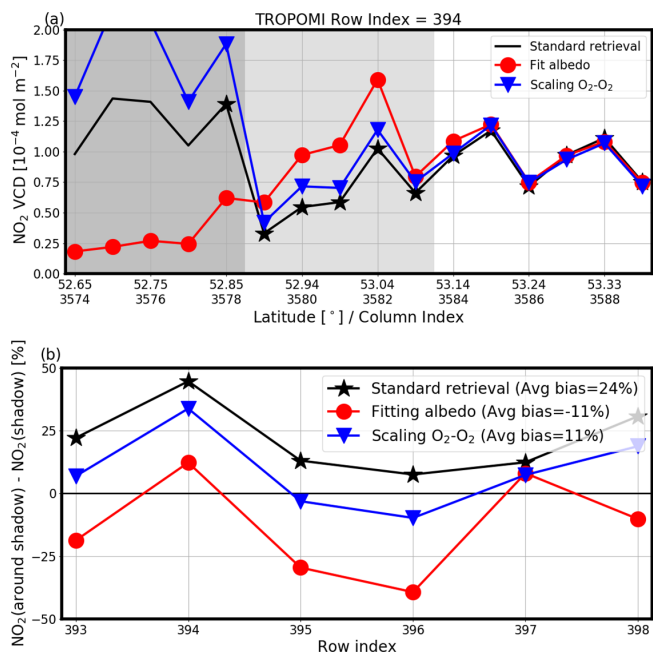 (a)
TROPOMI Row Index = 394
2.00
1.75
1.50
1.25
1.00
0.75
0.50
0.25
0.00
NO₂ VCD [10⁻⁴ mol m⁻²]
Standard retrieval
Fit albedo
Scaling O₂-O₂
52.65 52.75 52.85 52.94 53.04 53.14 53.24 53.33
3574 3576 3578 3580 3582 3584 3586 3588
Latitude [°] / Column Index
(b)
50
25
0
−25
−50
NO₂(around shadow) - NO₂(shadow) [%]
Standard retrieval (Avg bias=24%)
Fitting albedo (Avg bias=-11%)
Scaling O₂-O₂ (Avg bias=11%)
393 394 395 396 397 398
Row index